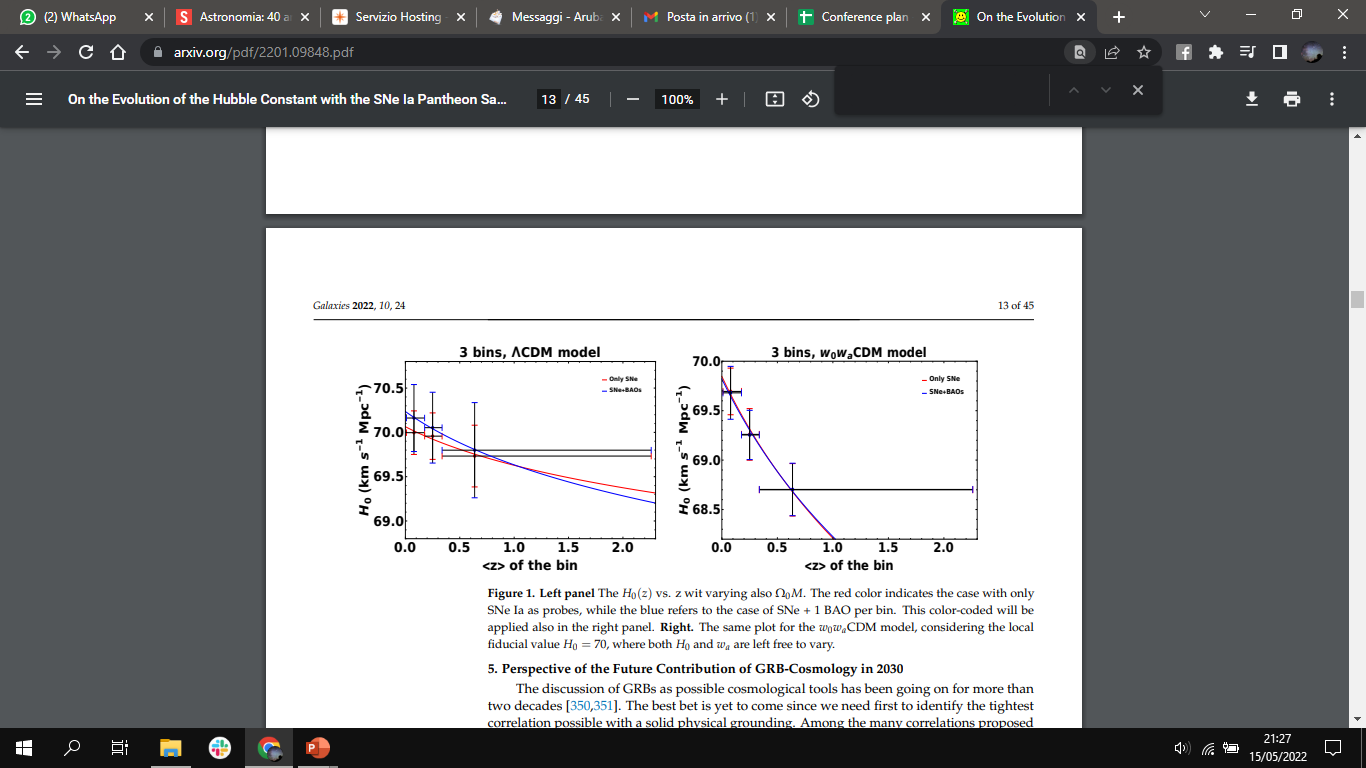 (2) WhatsApp
Astronomia: 40 a
Servizio Hosting
Messaggi - Aruba
Posta in arrivo (1
Conference plan
On the Evolution
arxiv.org/pdf/2201.09848.pdf
On the Evolution of the Hubble Constant with the SNe Ia Pantheon Sa...
13 / 45
100%
Galaxies 2022, 10, 24
13 of 45
3 bins, ΛCDM model
Only SNe
SNe+BAOs
70.5
70.0
69.5
69.0
H₀ (km s⁻¹ Mpc⁻¹)
0.0 0.5 1.0 1.5 2.0
<z> of the bin
3 bins, w₀wₐCDM model
Only SNe
SNe+BAOs
70.0
69.5
69.0
68.5
H₀ (km s⁻¹ Mpc⁻¹)
0.0 0.5 1.0 1.5 2.0
<z> of the bin
Figure 1. Left panel The H₀(z) vs. z wit varying also Ω₀M. The red color indicates the case with only
SNe Ia as probes, while the blue refers to the case of SNe + 1 BAO per bin. This color-coded will be
applied also in the right panel. Right. The same plot for the w₀wₐCDM model, considering the local
fiducial value H₀ = 70, where both H₀ and wₐ are left free to vary.
5. Perspective of the Future Contribution of GRB-Cosmology in 2030
The discussion of GRBs as possible cosmological tools has been going on for more than
two decades [350,351]. The best bet is yet to come since we need first to identify the tightest
correlation possible with a solid physical grounding. Among the many correlations proposed
21:27
15/05/2022